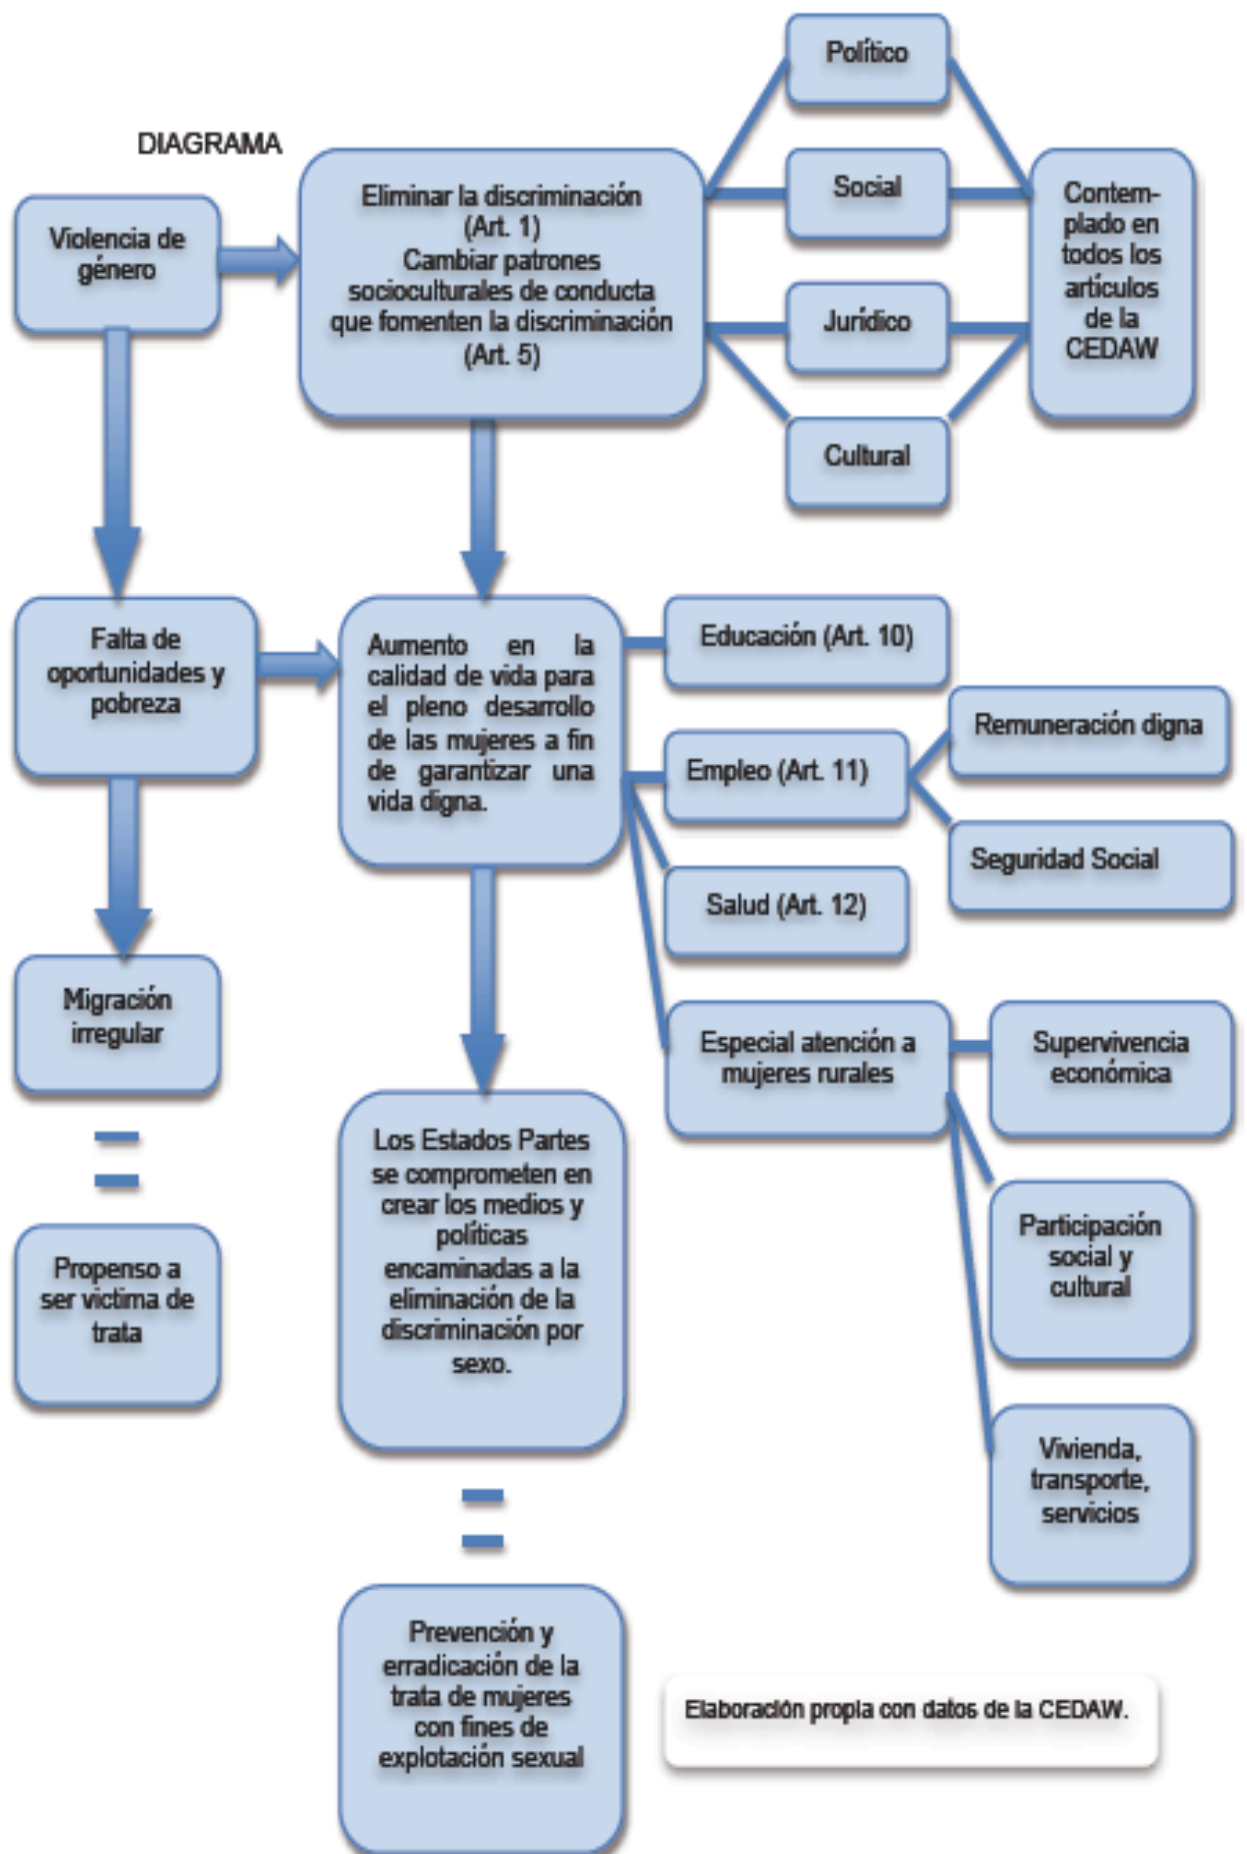 DIAGRAMA
Violencia de
género
Eliminar la discriminación
(Art. 1)
Cambiar patrones
socioculturales de conducta
que fomenten la discriminación
(Art. 5)
Político
Social
Jurídico
Cultural
Contem-
plado en
todos los
artículos
de la
CEDAW
Falta de
oportunidades y
pobreza
Aumento en la
calidad de vida para
el pleno desarrollo
de las mujeres a fin
de garantizar una
vida digna.
Educación (Art. 10)
Empleo (Art. 11)
Remuneración digna
Seguridad Social
Salud (Art. 12)
Especial atención a
mujeres rurales
Supervivencia
económica
Participación
social y
cultural
Vivienda,
transporte,
servicios
Migración
irregular
Propenso a
ser victima de
trata
Los Estados Partes
se comprometen en
crear los medios y
políticas
encaminadas a la
eliminación de la
discriminación por
sexo.
Prevención y
erradicación de la
trata de mujeres
con fines de
explotación sexual
Elaboración propia con datos de la CEDAW.